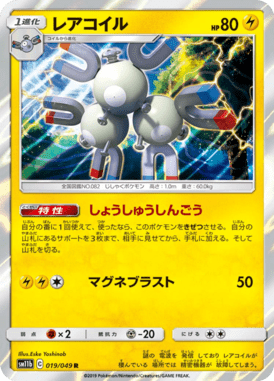 1進化
レアコイル
HP80
コイルから進化
全国図鑑No.082 じしゃくポケモン 高さ:1.0m 重さ:60.0kg
特性 しょうしゅうしんごう
自分の番に1回使えて、使ったなら、このポケモンをきぜつさせる。自分の
山札にあるサポートを3枚まで、相手に見せてから、手札に加える。そして
山札を切る。
マグネブラスト 50
弱点 ×2 抵抗力 -20 にげる
Illus.Eske Yoshinob
sm11b C 019/049 R
©2019 Pokémon/Nintendo/Creatures/GAME FREAK.